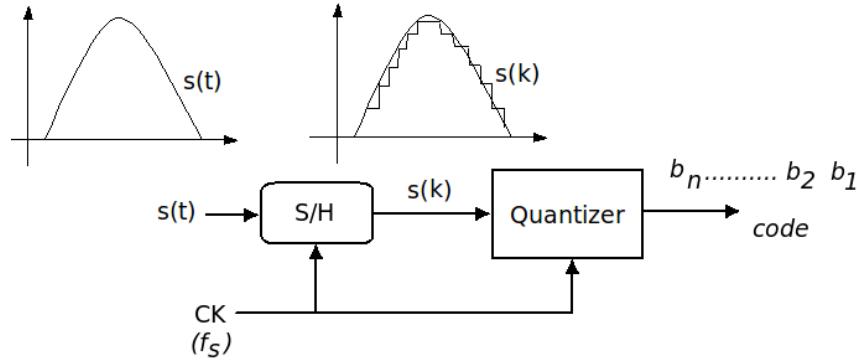 s(t)
s(k)
s(t)
S/H
s(k)
Quantizer
b_n.......... b_2 b_1
code
CK
(f_s)